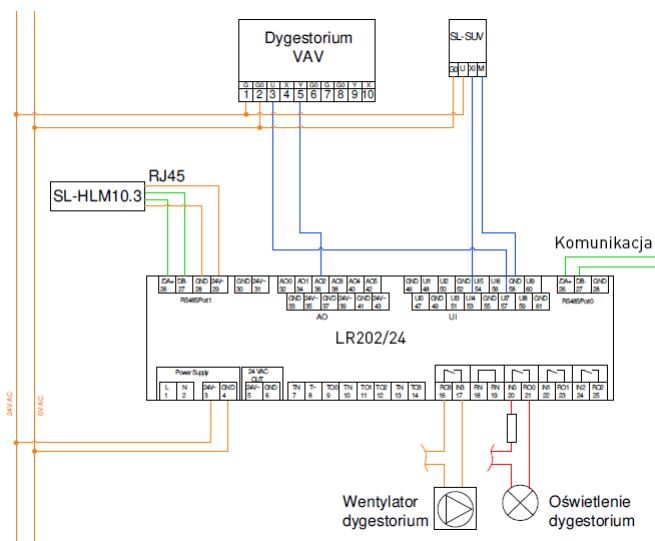 Dygestorium
VAV
G G0 U X Y G0 G G0 Y X
1 2 3 4 5 6 7 8 9 10
SL-SUV
G0 U X1 M
RJ45
SL-HLM10.3
Komunikacja
/DA+ DB- GND 24V~
26 27 28 29
RS485/Port1
GND 24V~
30 31
AO0 AO1 AO2 AO3 AO4 AO5
32 34 36 38 40 42
GND 24V~ GND GND 24V~
33 35 37 39 41 43
AO
GND UI1 UI2 GND UI5 UI6 GND UI9
46 48 50 52 54 56 58 60
UI0 GND UI3 UI4 GND UI7 UI8 GND
47 49 51 53 55 57 59 61
UI
/DA+ DB- GND
26 27 28
RS485/Port0
LR202/24
Power Supply
L N 24V~ GND
1 2 3 4
24 VAC
OUT
24V~ GND
5 6
TN T~ TO0 TN TO1 TO2 TN TO3
7 8 9 10 11 12 13 14
RO3 IN3 RN RN IN0 RO0 IN1 RO1 IN2 RO2
16 17 18 19 20 21 22 23 24 25
24V AC
0V AC
Wentylator
dygestorium
Oświetlenie
dygestorium